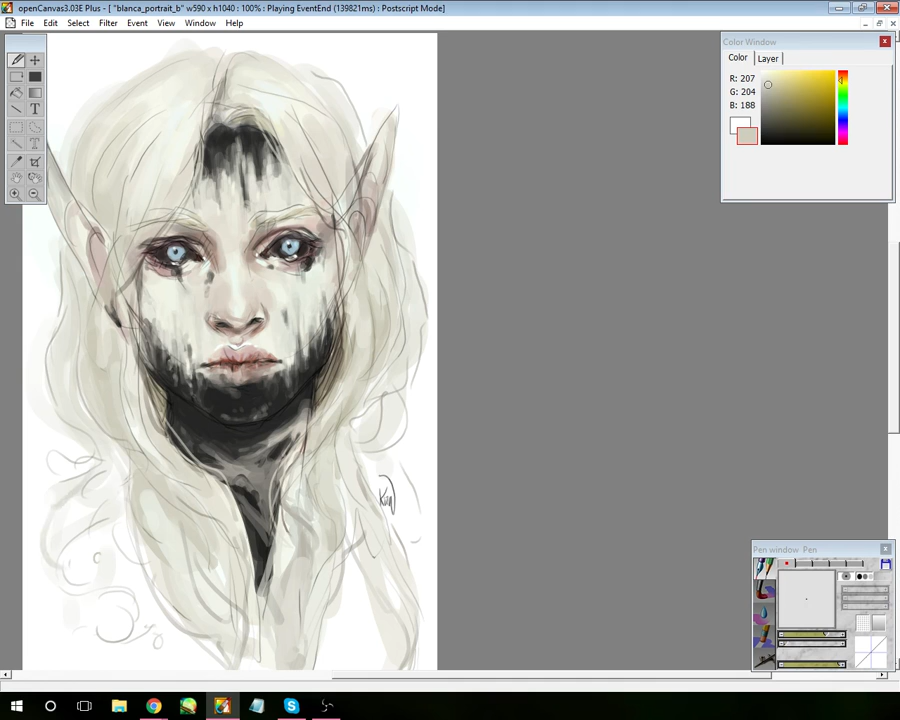 openCanvas3.03E Plus - [ "blanca_portrait_b" w590 x h1040 : 100% : Playing EventEnd (139821ms) : Postscript Mode]
File Edit Select Filter Event View Window Help
Color Window
Color Layer
R: 207
G: 204
B: 188
T
T
Pen window Pen